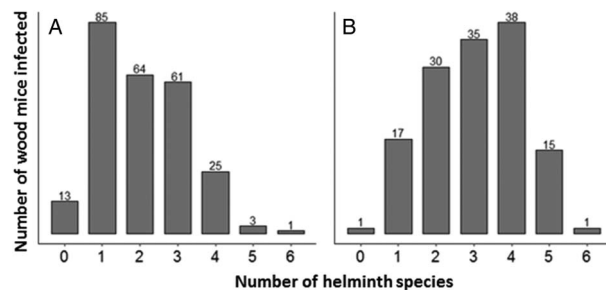 A
B
Number of wood mice infected
13 85 64 61 25 3 1
1 17 30 35 38 15 1
0 1 2 3 4 5 6
0 1 2 3 4 5 6
Number of helminth species